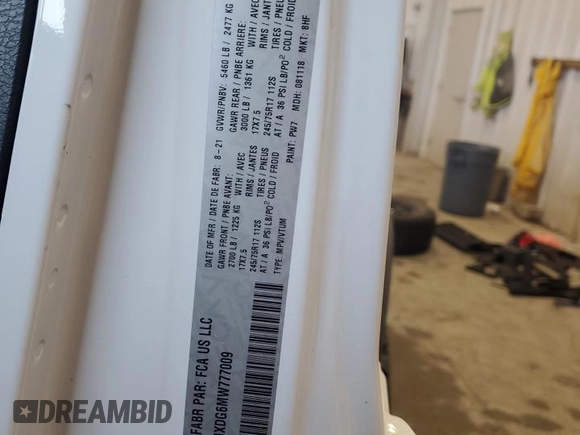 FABR PAR: FCA US LLC
DATE OF MFR / DATE DE FABR: 8-21
GVWR/PNBV: 5460 LB / 2477 KG
GAWR FRONT / PNBE AVANT:
2700 LB / 1225 KG
WITH / AVEC
17X7.5
RIMS / JANTES
245/75R17 112S
TIRES / PNEUS
AT / A 36 PSI/LB/PO² COLD / FROID
GAWR REAR / PNBE ARRIERE:
3000 LB / 1361 KG
WITH / AVEC
17X7.5
RIMS / JANTES
245/75R17 112S
TIRES / PNEUS
AT / A 36 PSI/LB/PO² COLD / FROID
TYPE: MPV/VTUM
PAINT: PW7
MDH: 081118
MKT: 8HF
XDG6MW777009
DREAMBID